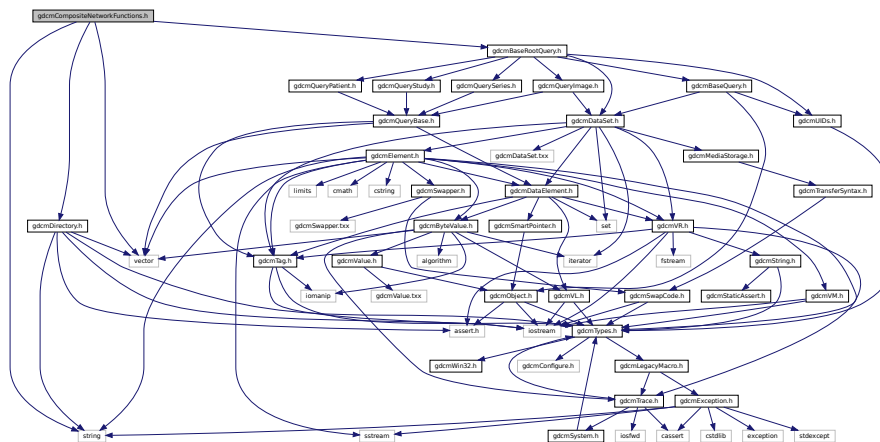 gdcmCompositeNetworkFunctions.h
gdcmBaseRootQuery.h
gdcmQueryPatient.h
gdcmQueryStudy.h
gdcmQuerySeries.h
gdcmQueryImage.h
gdcmBaseQuery.h
gdcmQueryBase.h
gdcmDataSet.h
gdcmUIDs.h
gdcmElement.h
gdcmDataSet.txx
gdcmMediaStorage.h
limits
cmath
cstring
gdcmSwapper.h
gdcmDataElement.h
gdcmTransferSyntax.h
gdcmDirectory.h
gdcmSwapper.txx
gdcmByteValue.h
gdcmSmartPointer.h
set
gdcmVR.h
vector
gdcmTag.h
gdcmValue.h
algorithm
iterator
fstream
gdcmString.h
iomanip
gdcmValue.txx
gdcmObject.h
gdcmVL.h
gdcmSwapCode.h
gdcmStaticAssert.h
gdcmVM.h
assert.h
iostream
gdcmTypes.h
gdcmWin32.h
gdcmConfigure.h
gdcmLegacyMacro.h
gdcmTrace.h
gdcmException.h
string
sstream
gdcmSystem.h
iosfwd
cassert
cstdlib
exception
stdexcept